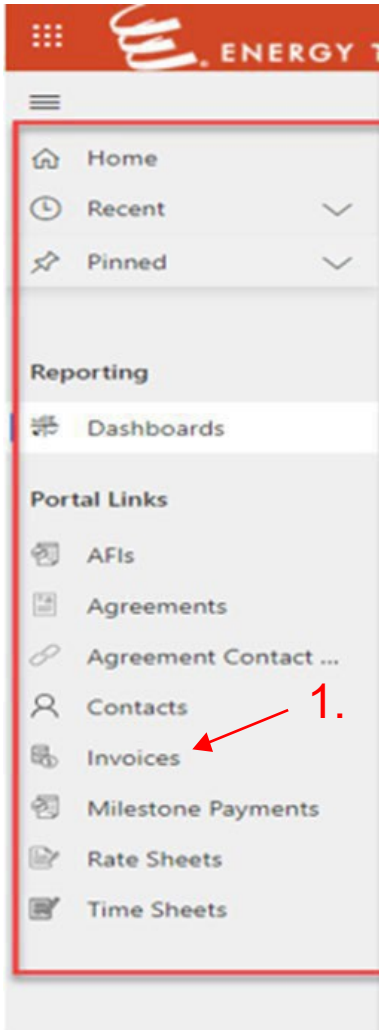 ENERGY T
Home
Recent
Pinned
Reporting
Dashboards
Portal Links
AFIs
Agreements
Agreement Contact ...
Contacts
1.
Invoices
Milestone Payments
Rate Sheets
Time Sheets